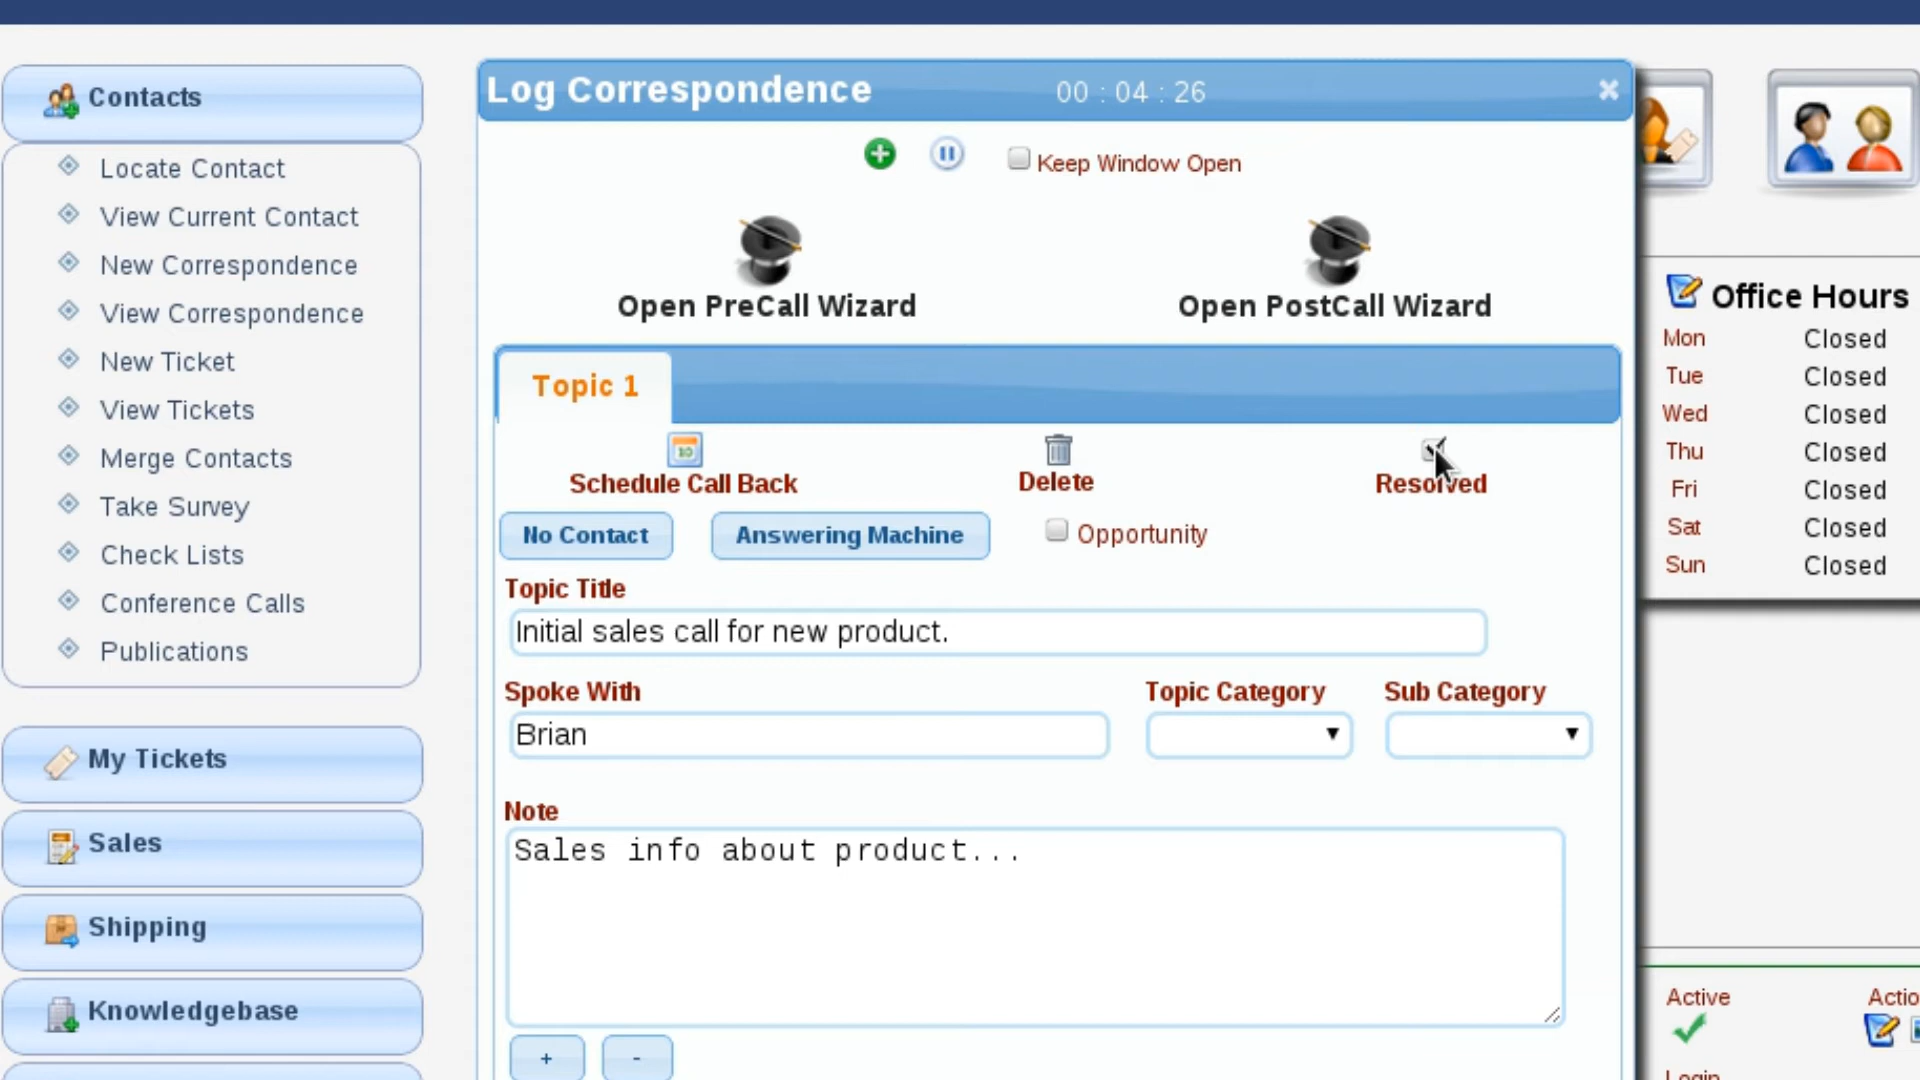 Contacts
Locate Contact
View Current Contact
New Correspondence
View Correspondence
New Ticket
View Tickets
Merge Contacts
Take Survey
Check Lists
Conference Calls
Publications
My Tickets
Sales
Shipping
Knowledgebase
Log Correspondence 00 : 04 : 26
Keep Window Open
Open PreCall Wizard Open PostCall Wizard
Topic 1
Schedule Call Back Delete Resolved
No Contact Answering Machine Opportunity
Topic Title
Initial sales call for new product.
Spoke With Topic Category Sub Category
Brian
Note
Sales info about product...
+ -
Office Hours
Mon Closed
Tue Closed
Wed Closed
Thu Closed
Fri Closed
Sat Closed
Sun Closed
Active